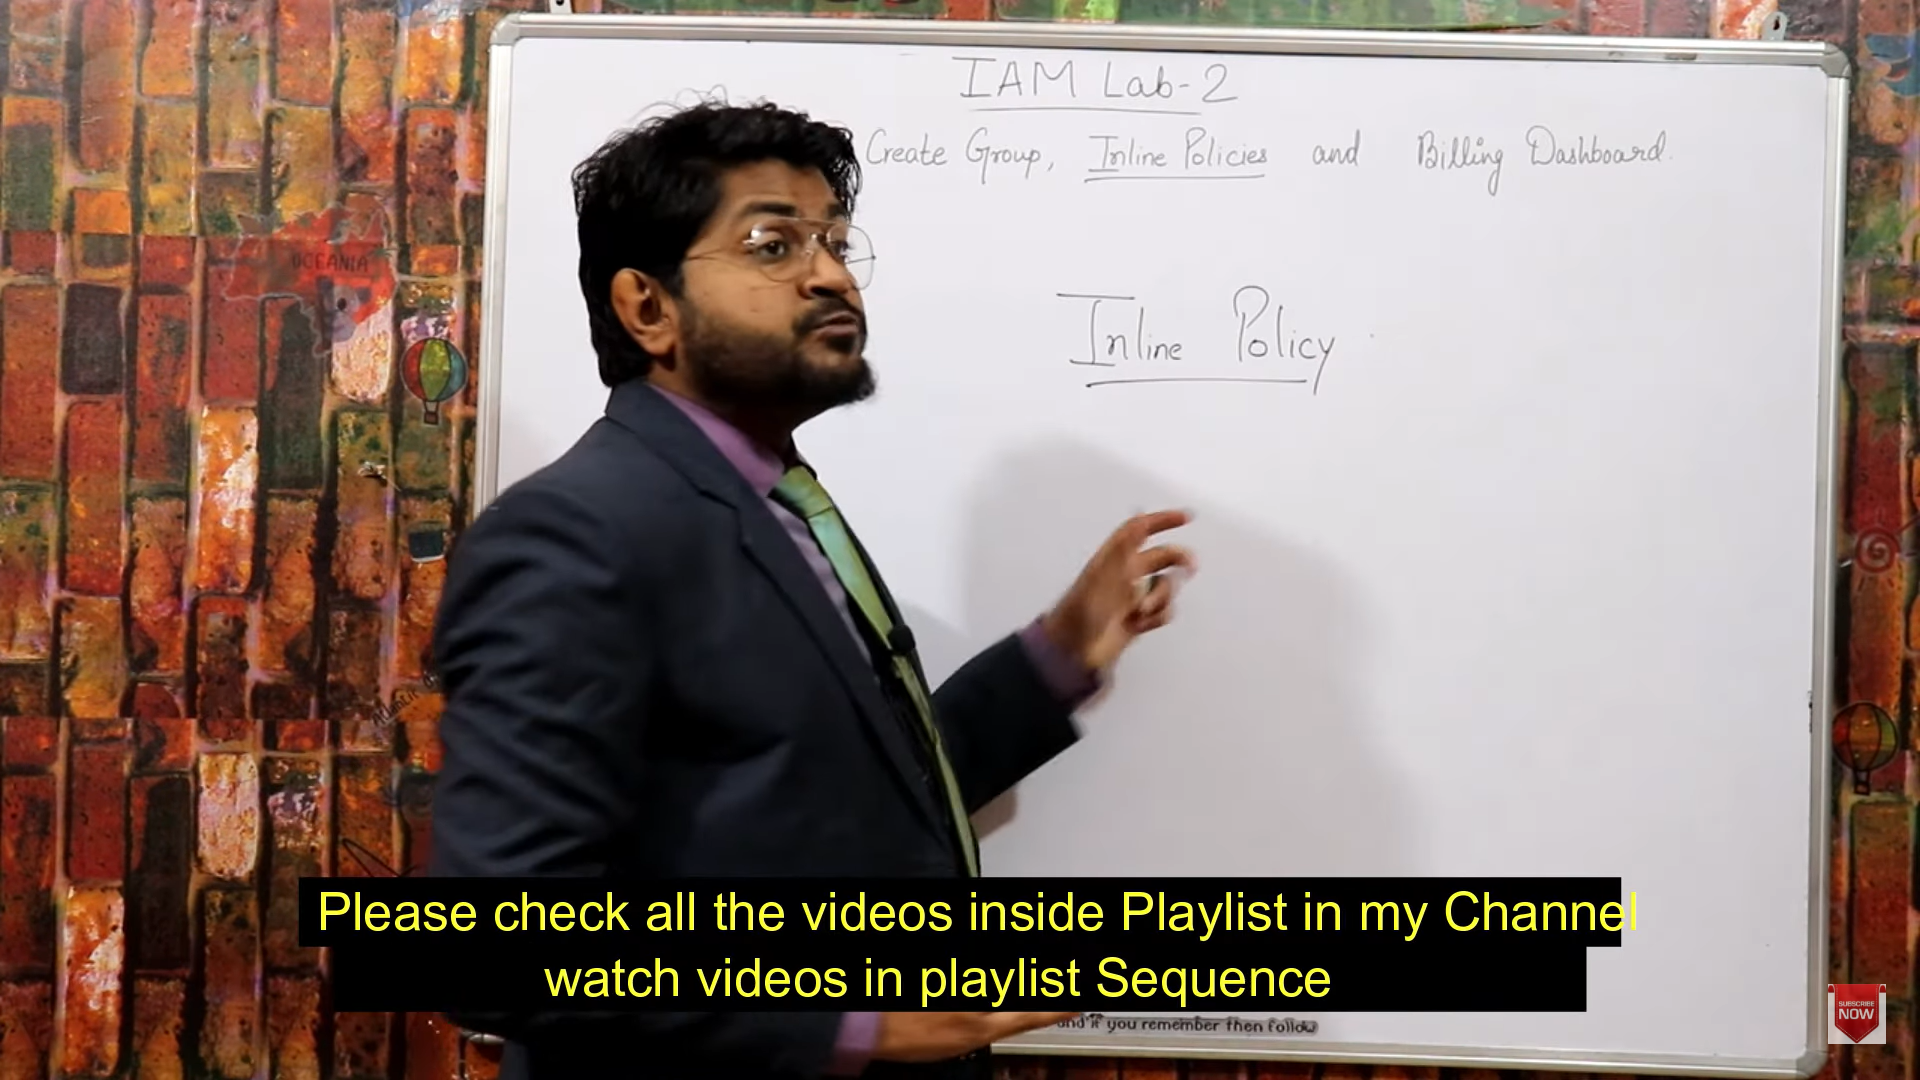 IAM Lab-2
Create Group, Inline Policies and Billing Dashboard.
OCEANIA
Inline Policy
Please check all the videos inside Playlist in my Channel
watch videos in playlist Sequence
and if you remember then follow
SUBSCRIBE
NOW